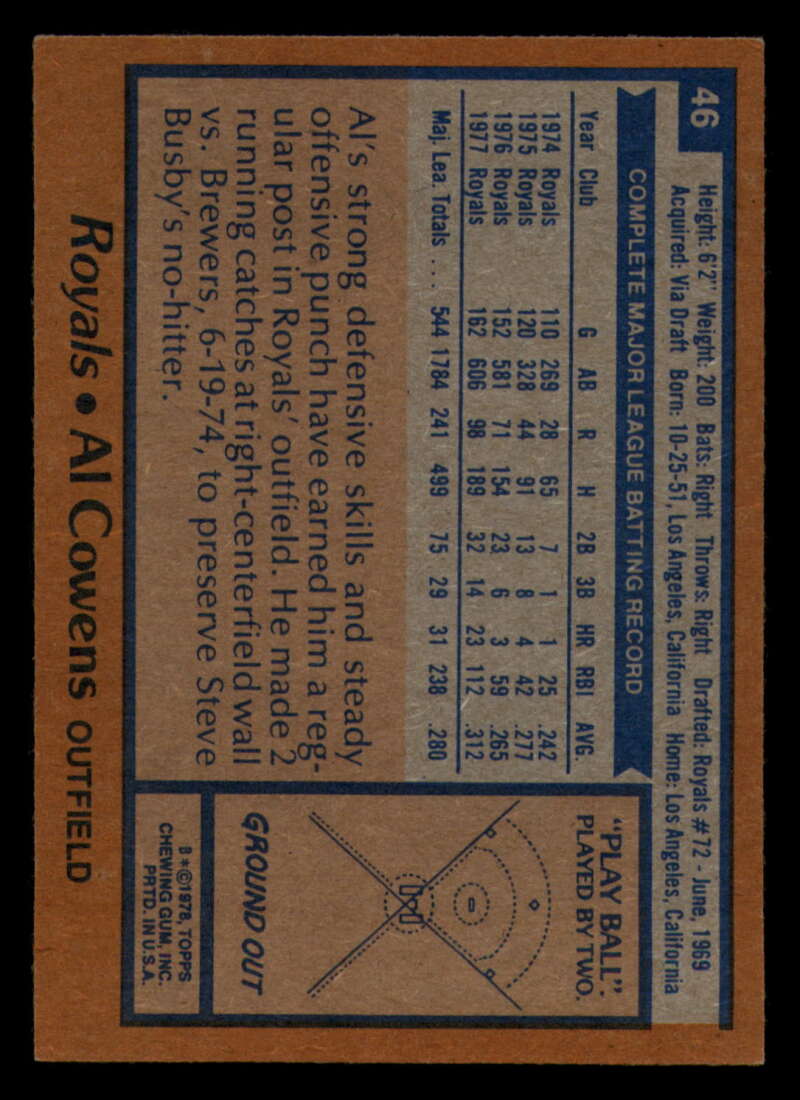 46
Height: 6'2" Weight: 200 Bats: Right Throws: Right Drafted: Royals #72 - June, 1969
Acquired: Via Draft Born: 10-25-51, Los Angeles, California Home: Los Angeles, California
COMPLETE MAJOR LEAGUE BATTING RECORD
Year Club G AB R H 2B 3B HR RBI AVG.
1974 Royals 110 269 28 65 7 1 1 25 .242
1975 Royals 120 328 44 91 13 8 4 42 .277
1976 Royals 152 581 71 154 23 6 3 59 .265
1977 Royals 162 606 98 189 32 14 23 112 .312
Maj. Lea. Totals ... 544 1784 241 499 75 29 31 238 .280
Al's strong defensive skills and steady
offensive punch have earned him a reg-
ular post in Royals' outfield. He made 2
running catches at right-centerfield wall
vs. Brewers, 6-19-74, to preserve Steve
Busby's no-hitter.
"PLAY BALL"
PLAYED BY TWO.
GROUND OUT
B*©1978, TOPPS
CHEWING GUM, INC.
PRTD. IN U.S.A.
Royals • Al Cowens OUTFIELD